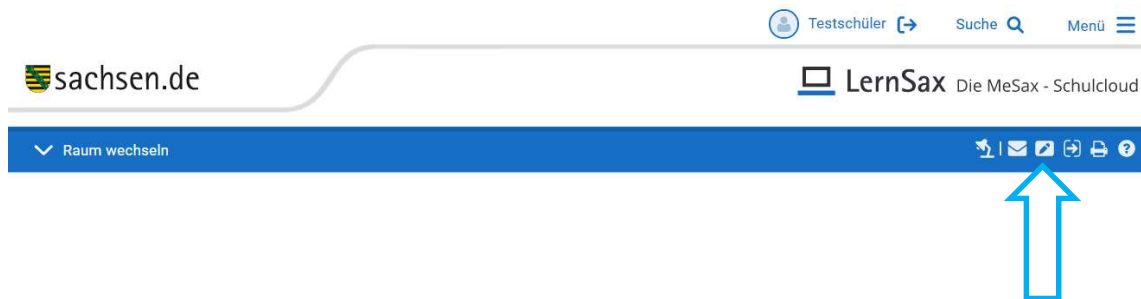 Testschüler
Suche
Menü
sachsen.de
LernSax Die MeSax - Schulcloud
Raum wechseln